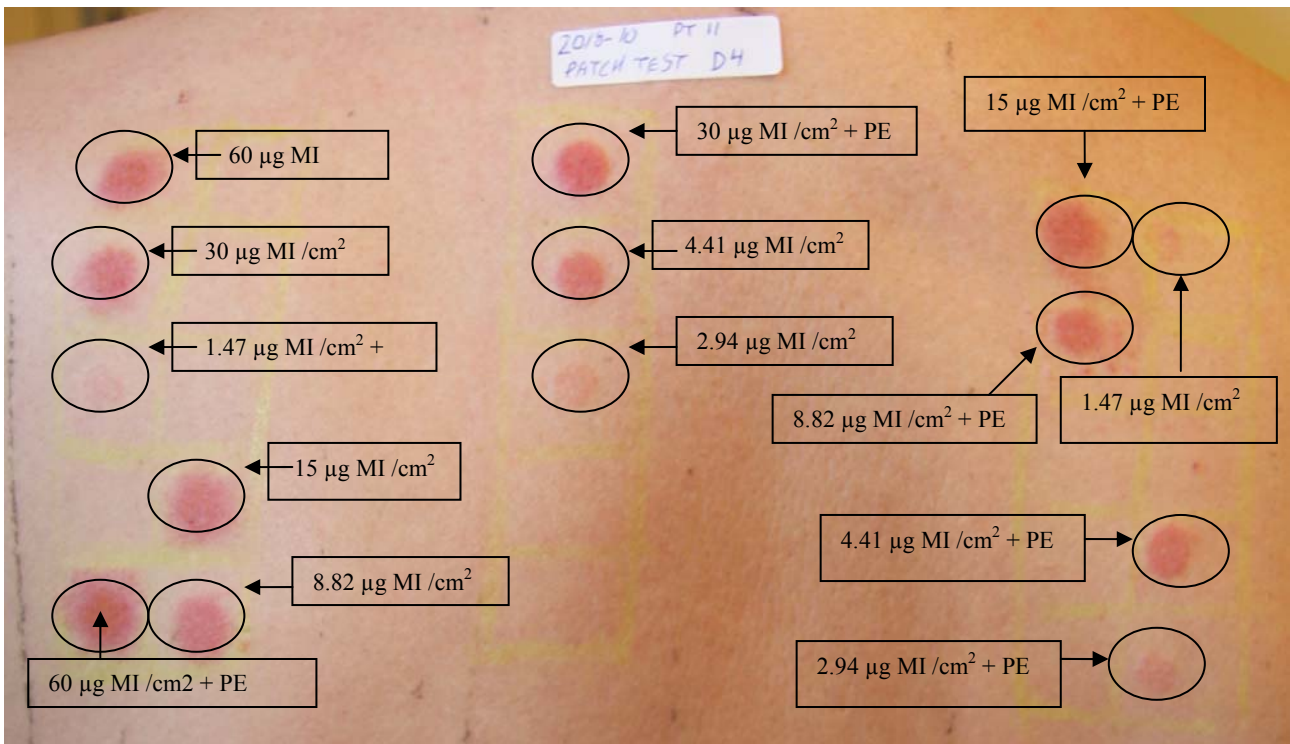 2010-10 PT 11
PATCH TEST D4
15 µg MI /cm² + PE
60 µg MI
30 µg MI /cm² + PE
30 µg MI /cm²
4.41 µg MI /cm²
1.47 µg MI /cm² +
2.94 µg MI /cm²
8.82 µg MI /cm² + PE
1.47 µg MI /cm²
15 µg MI /cm²
4.41 µg MI /cm² + PE
8.82 µg MI /cm²
2.94 µg MI /cm² + PE
60 µg MI /cm2 + PE